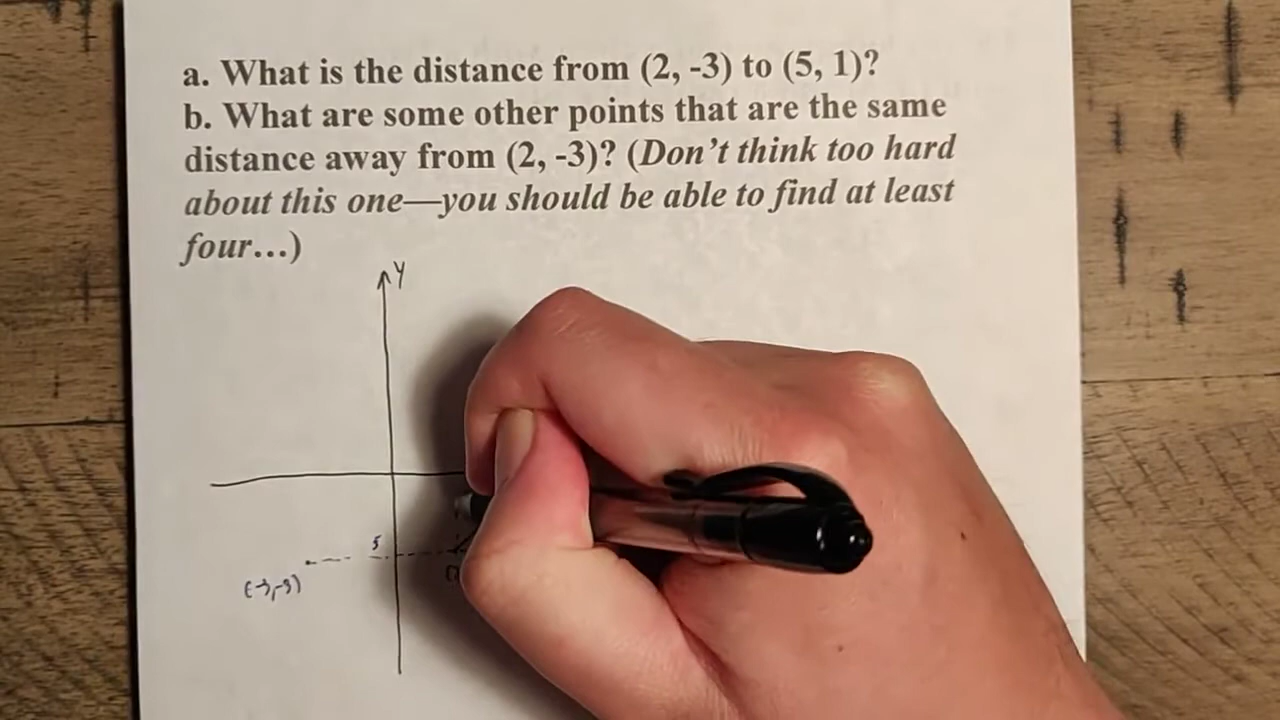 a. What is the distance from (2, -3) to (5, 1)?
b. What are some other points that are the same
distance away from (2, -3)? (Don’t think too hard
about this one—you should be able to find at least
four…)
Y
5
(-3,-3)